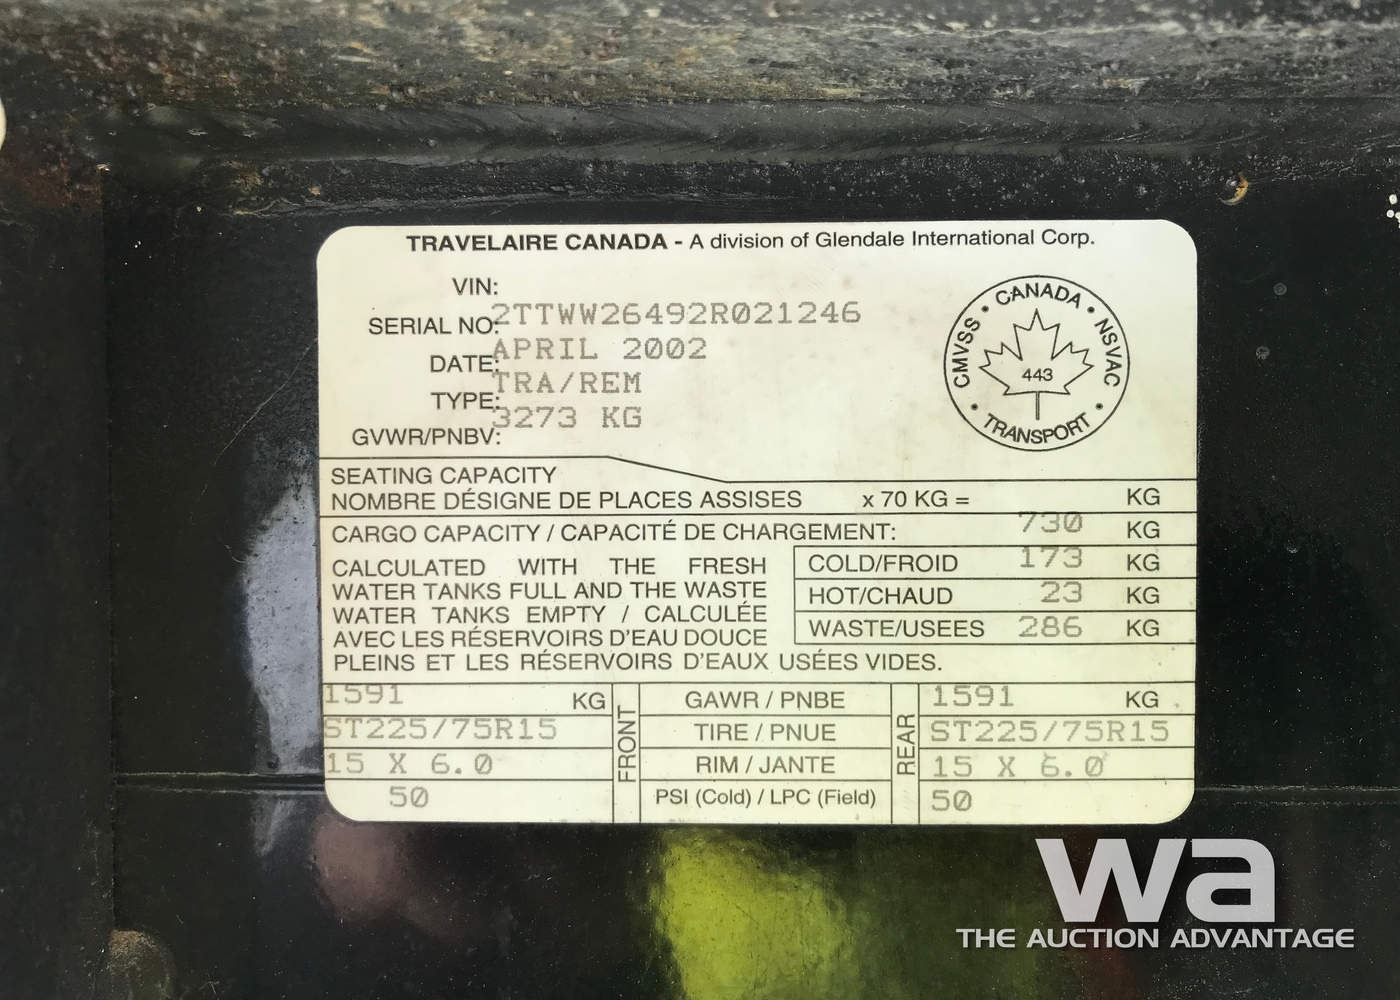 TRAVELAIRE CANADA - A division of Glendale International Corp.
VIN:
2TTWW26492R021246
SERIAL NO:
APRIL 2002
DATE:
TRA/REM
TYPE:
3273 KG
GVWR/PNBV:
CANADA • NSVAC • TRANSPORT • CMVSS •
443
SEATING CAPACITY
NOMBRE DÉSIGNE DE PLACES ASSISES x 70 KG = KG
CARGO CAPACITY / CAPACITÉ DE CHARGEMENT: 730 KG
CALCULATED WITH THE FRESH
WATER TANKS FULL AND THE WASTE
WATER TANKS EMPTY / CALCULÉE
AVEC LES RÉSERVOIRS D'EAU DOUCE
PLEINS ET LES RÉSERVOIRS D'EAUX USÉES VIDES.
COLD/FROID 173 KG
HOT/CHAUD 23 KG
WASTE/USEES 286 KG
1591 KG GAWR / PNBE 1591 KG
ST225/75R15 TIRE / PNUE ST225/75R15
15 X 6.0 RIM / JANTE 15 X 6.0
50 PSI (Cold) / LPC (Field) 50
FRONT
REAR
wa
THE AUCTION ADVANTAGE